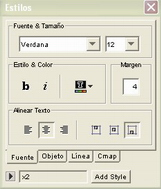 Estilos
Fuente & Tamaño
Verdana 12
Estilo & Color Margen
b i 4
Alinear Texto
Fuente Objeto Línea Cmap
x2 Add Style